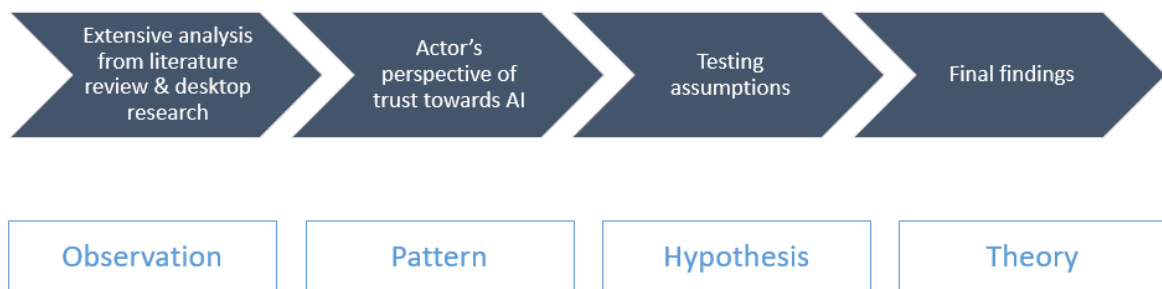 Extensive analysis
from literature
review & desktop
research
Actor's
perspective of
trust towards AI
Testing
assumptions
Final findings
Observation
Pattern
Hypothesis
Theory